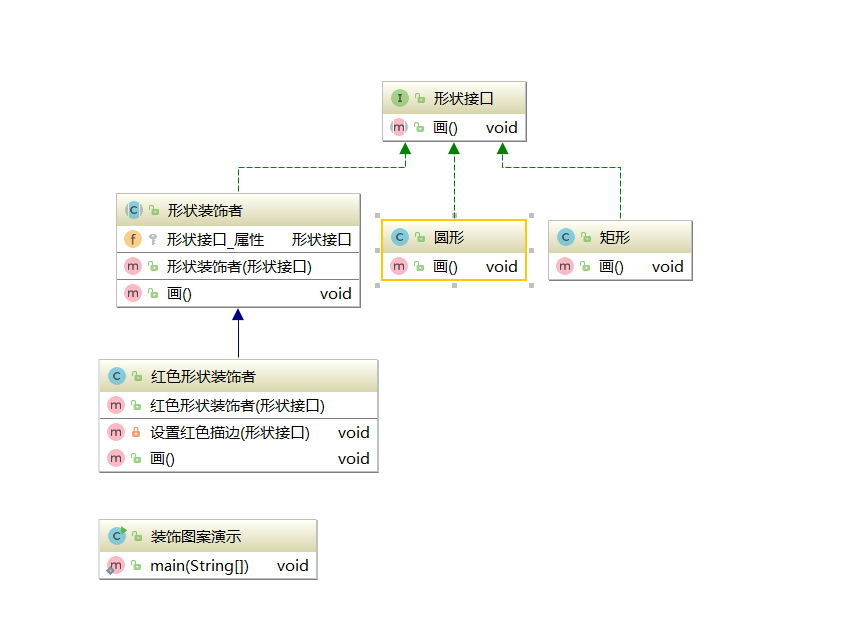 I 形状接口
m 画() void
C 形状装饰者
f 形状接口_属性 形状接口
m 形状装饰者(形状接口)
m 画() void
C 圆形
m 画() void
C 矩形
m 画() void
C 红色形状装饰者
m 红色形状装饰者(形状接口)
m 设置红色描边(形状接口) void
m 画() void
C 装饰图案演示
m main(String[]) void